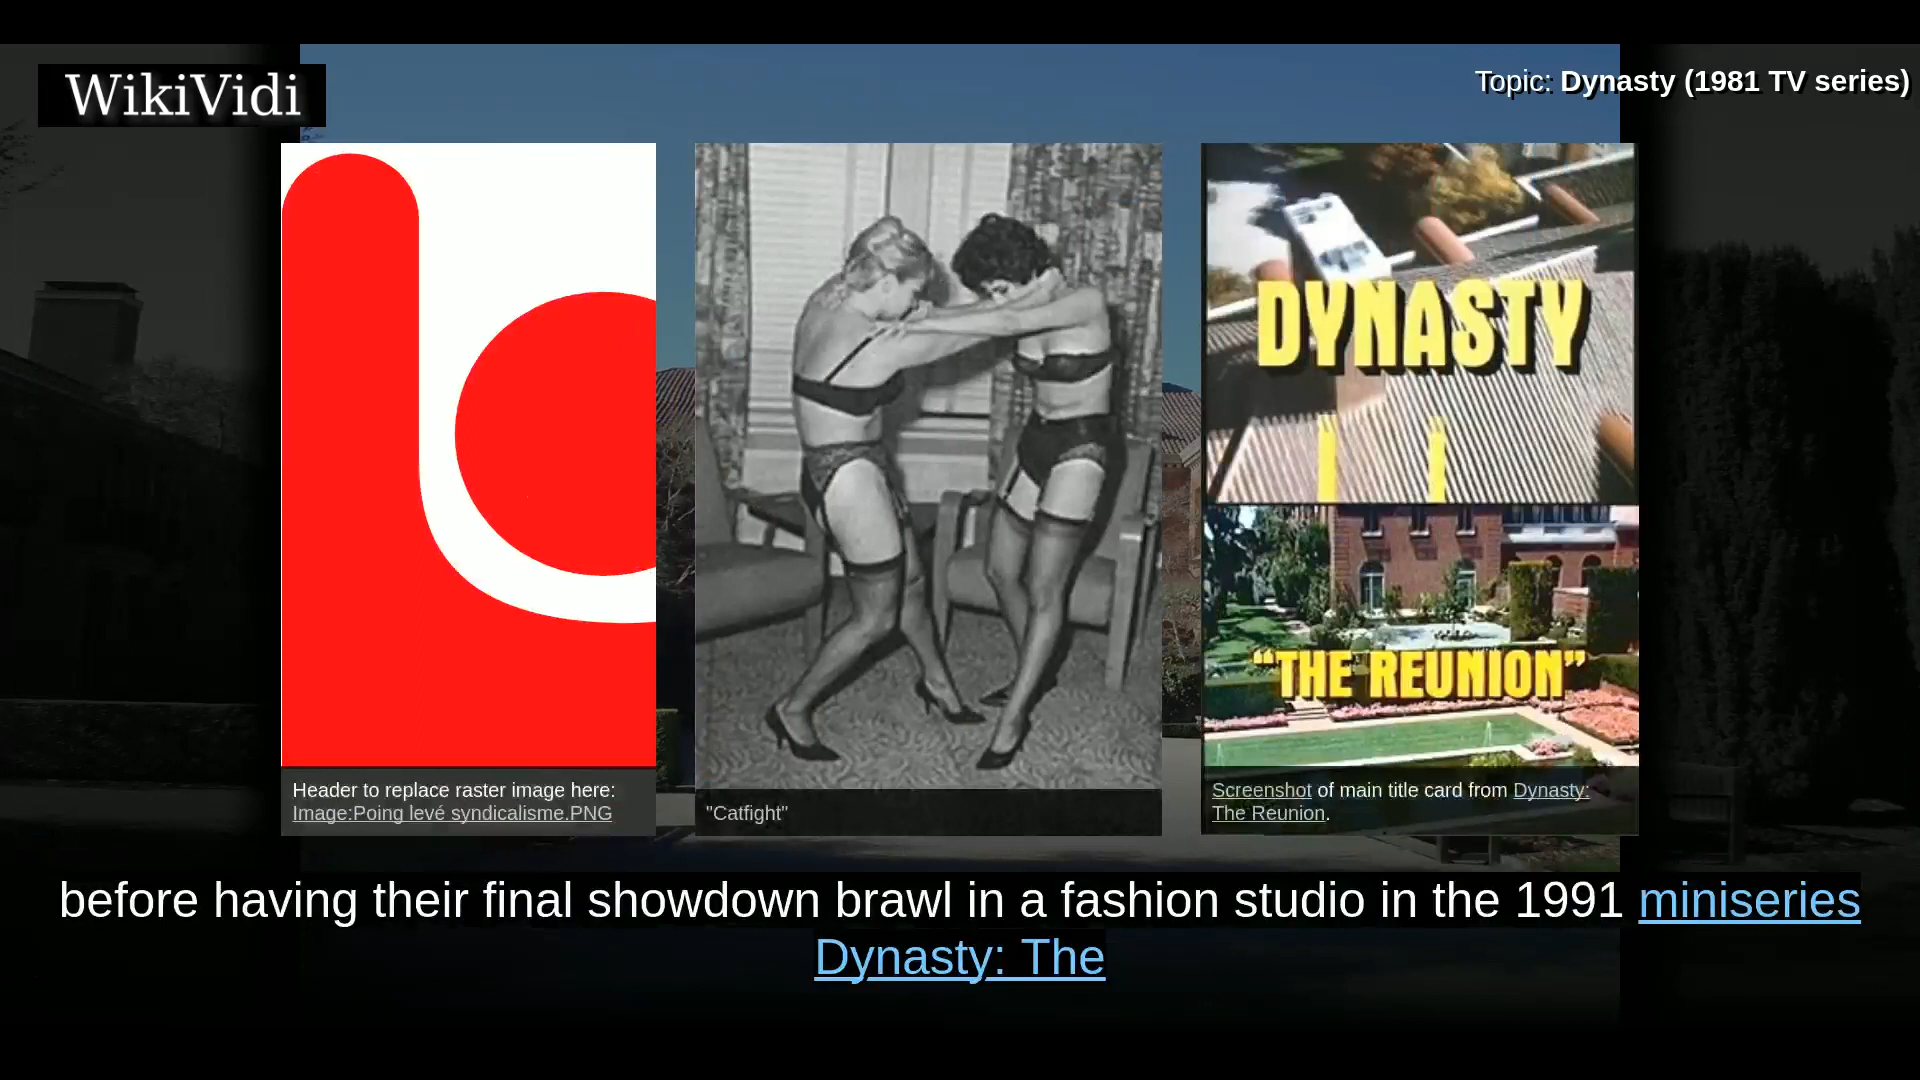 WikiVidi
Topic: Dynasty (1981 TV series)
Header to replace raster image here:
Image:Poing levé syndicalisme.PNG
"Catfight"
DYNASTY
"THE REUNION"
Screenshot of main title card from Dynasty:
The Reunion.
before having their final showdown brawl in a fashion studio in the 1991 miniseries
Dynasty: The